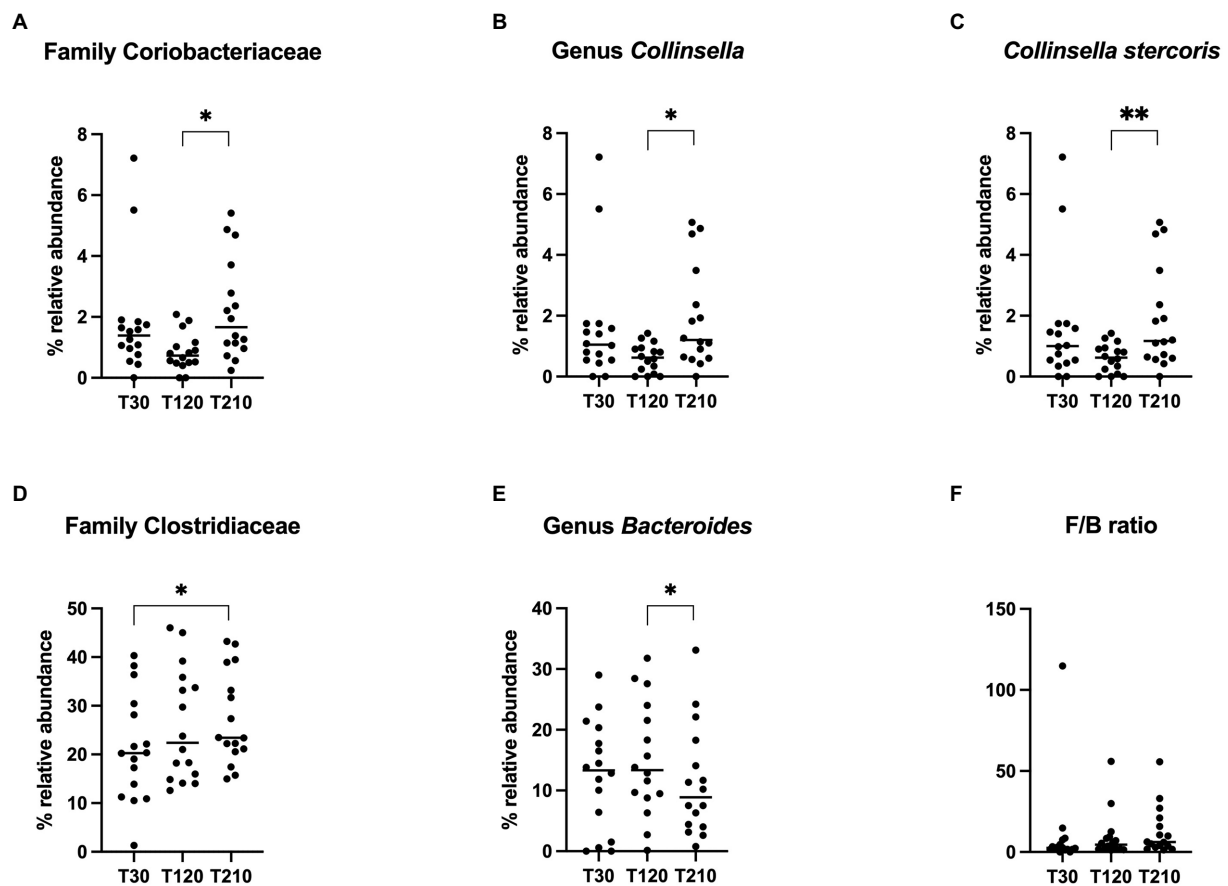 A
Family Coriobacteriaceae
% relative abundance
8
6
4
2
0
*
T30 T120 T210
B
Genus Collinsella
% relative abundance
8
6
4
2
0
*
T30 T120 T210
C
Collinsella stercoris
% relative abundance
8
6
4
2
0
**
T30 T120 T210
D
Family Clostridiaceae
% relative abundance
50
40
30
20
10
0
*
T30 T120 T210
E
Genus Bacteroides
% relative abundance
40
30
20
10
0
*
T30 T120 T210
F
F/B ratio
150
100
50
0
T30 T120 T210